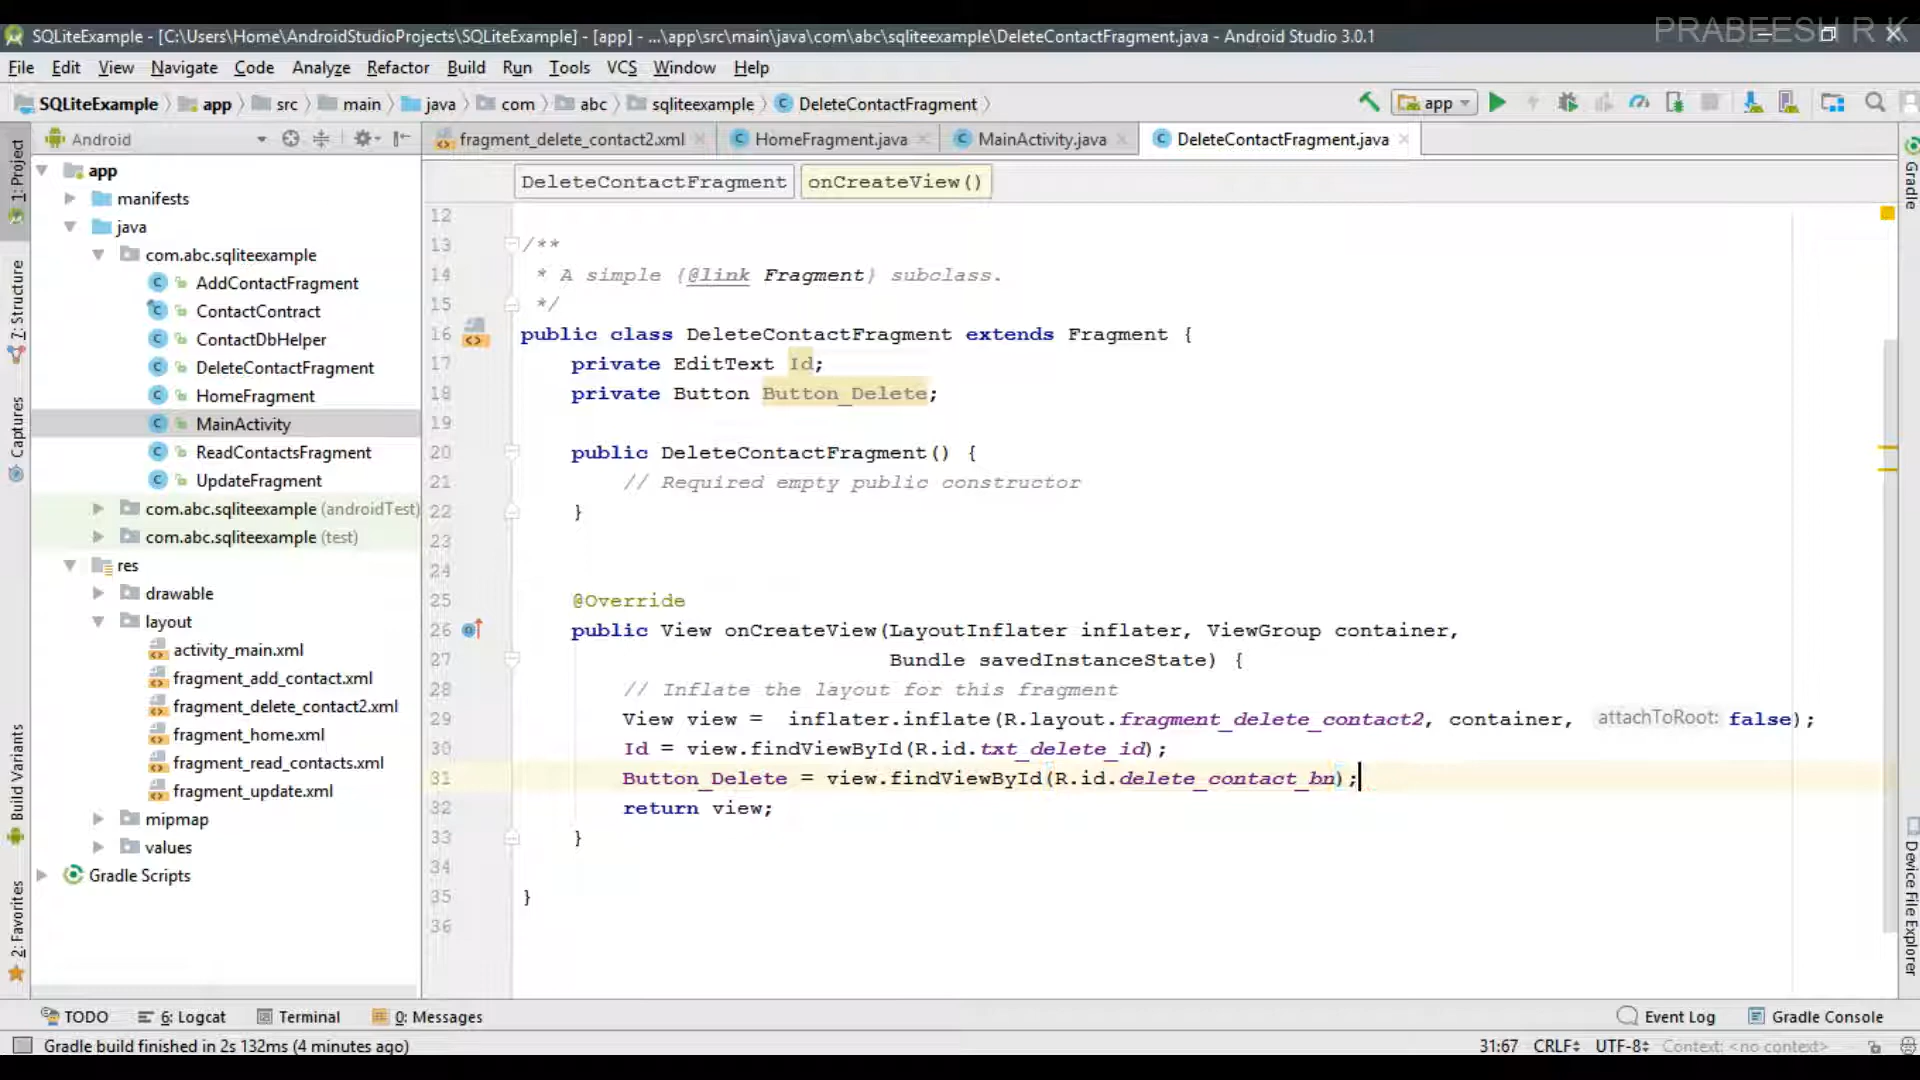 PRABEESH R K
SQLiteExample - [C:\Users\Home\AndroidStudioProjects\SQLiteExample] - [app] - ...\app\src\main\java\com\abc\sqliteexample\DeleteContactFragment.java - Android Studio 3.0.1
File Edit View Navigate Code Analyze Refactor Build Run Tools VCS Window Help
SQLiteExample app src main java com abc sqliteexample DeleteContactFragment app
Android fragment_delete_contact2.xml HomeFragment.java MainActivity.java DeleteContactFragment.java
DeleteContactFragment onCreateView()
1: Project
7: Structure
Captures
Build Variants
2: Favorites
app
manifests
java
com.abc.sqliteexample
AddContactFragment
ContactContract
ContactDbHelper
DeleteContactFragment
HomeFragment
MainActivity
ReadContactsFragment
UpdateFragment
com.abc.sqliteexample (androidTest)
com.abc.sqliteexample (test)
res
drawable
layout
activity_main.xml
fragment_add_contact.xml
fragment_delete_contact2.xml
fragment_home.xml
fragment_read_contacts.xml
fragment_update.xml
mipmap
values
Gradle Scripts
12
13 /**
14 * A simple {@link Fragment} subclass.
15 */
16 public class DeleteContactFragment extends Fragment {
17 private EditText Id;
18 private Button Button_Delete;
19
20 public DeleteContactFragment() {
21 // Required empty public constructor
22 }
23
24
25 @Override
26 public View onCreateView(LayoutInflater inflater, ViewGroup container,
27 Bundle savedInstanceState) {
28 // Inflate the layout for this fragment
29 View view = inflater.inflate(R.layout.fragment_delete_contact2, container, attachToRoot: false);
30 Id = view.findViewById(R.id.txt_delete_id);
31 Button_Delete = view.findViewById(R.id.delete_contact_bn);
32 return view;
33 }
34
35 }
36
Gradle
Device File Explorer
TODO 6: Logcat Terminal 0: Messages Event Log Gradle Console
Gradle build finished in 2s 132ms (4 minutes ago) 31:67 CRLF UTF-8 Context: <no context>